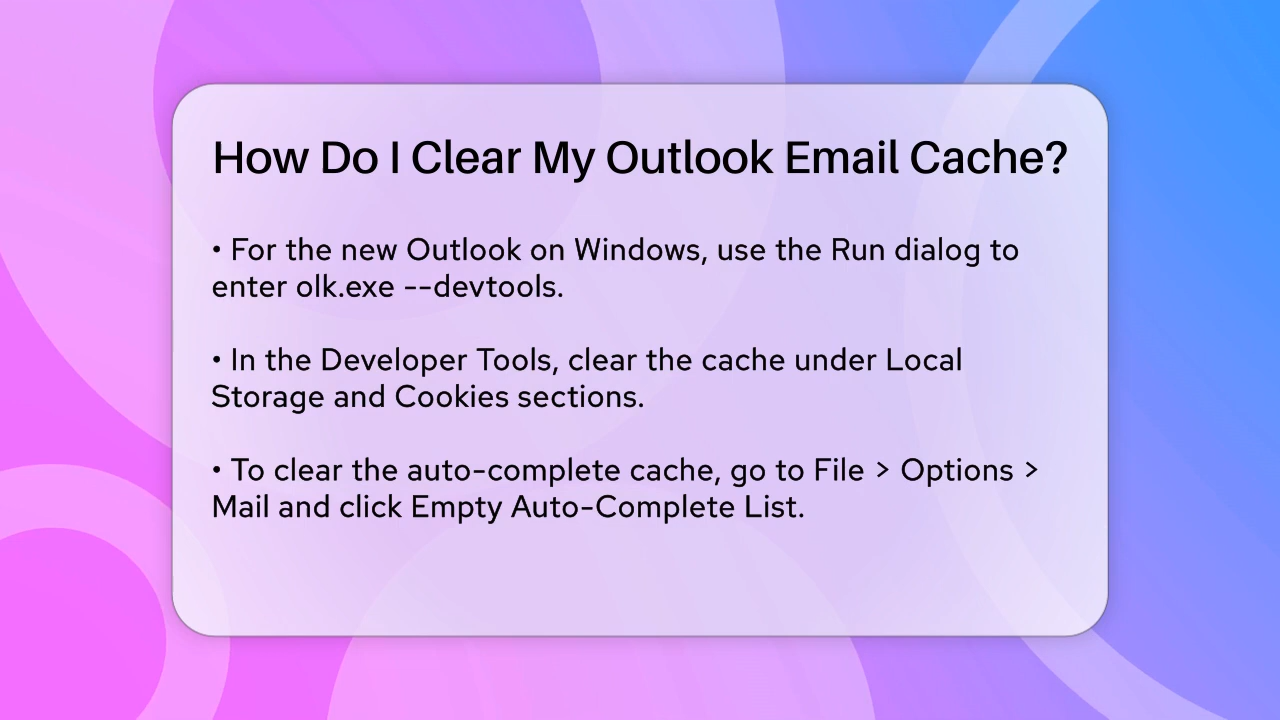 How Do I Clear My Outlook Email Cache?
• For the new Outlook on Windows, use the Run dialog to
enter olk.exe --devtools.
• In the Developer Tools, clear the cache under Local
Storage and Cookies sections.
• To clear the auto-complete cache, go to File > Options >
Mail and click Empty Auto-Complete List.